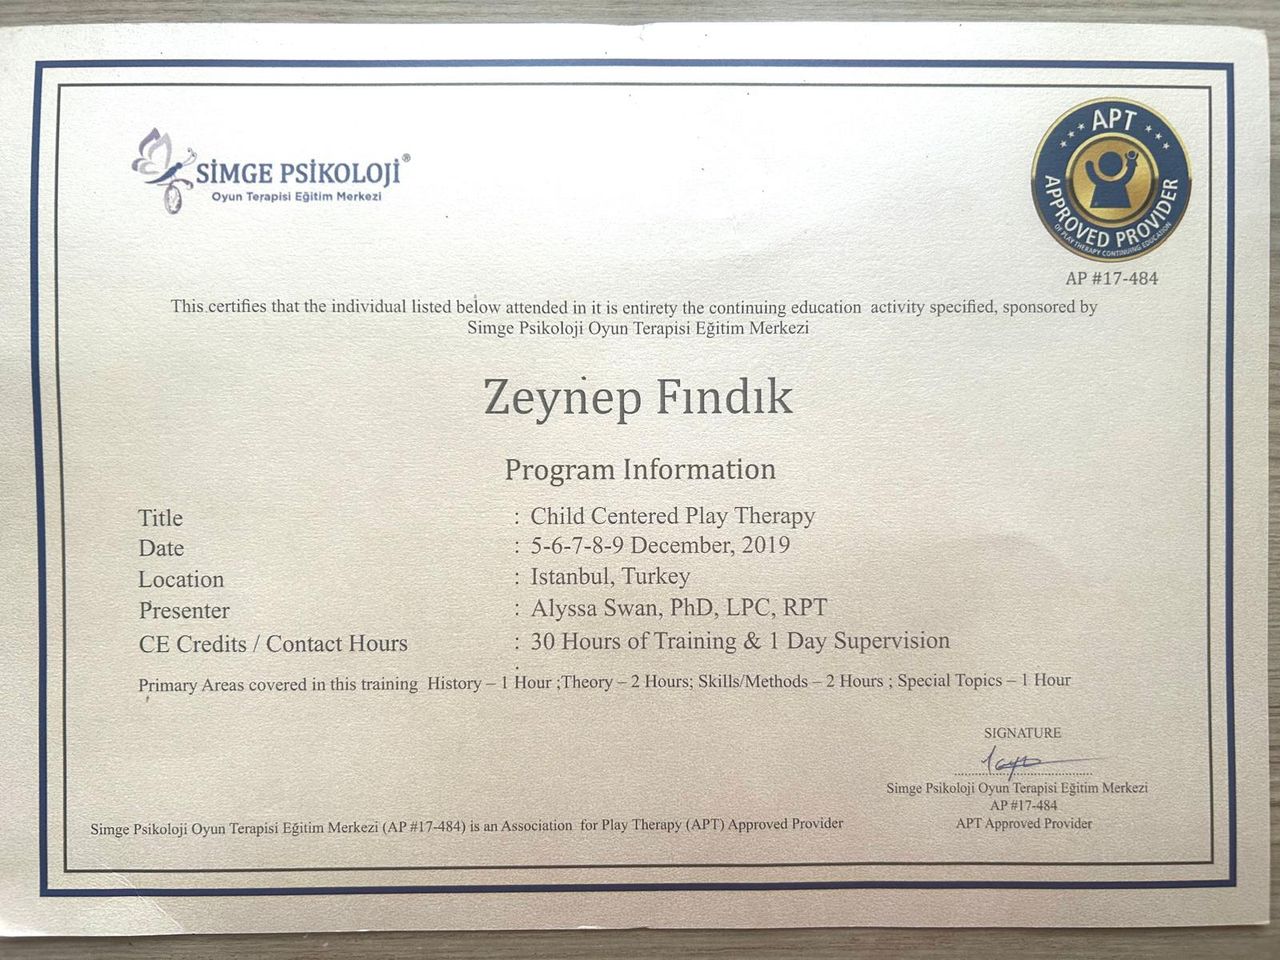 SİMGE PSİKOLOJİ®
Oyun Terapisi Eğitim Merkezi
APT
APPROVED PROVIDER
OF PLAY THERAPY CONTINUING EDUCATION
AP #17-484
This certifies that the individual listed below attended in it is entirety the continuing education activity specified, sponsored by
Simge Psikoloji Oyun Terapisi Eğitim Merkezi
Zeynep Fındık
Program Information
Title : Child Centered Play Therapy
Date : 5-6-7-8-9 December, 2019
Location : Istanbul, Turkey
Presenter : Alyssa Swan, PhD, LPC, RPT
CE Credits / Contact Hours : 30 Hours of Training & 1 Day Supervision
Primary Areas covered in this training History – 1 Hour ;Theory – 2 Hours; Skills/Methods – 2 Hours ; Special Topics – 1 Hour
SIGNATURE
Simge Psikoloji Oyun Terapisi Eğitim Merkezi
AP #17-484
APT Approved Provider
Simge Psikoloji Oyun Terapisi Eğitim Merkezi (AP #17-484) is an Association for Play Therapy (APT) Approved Provider